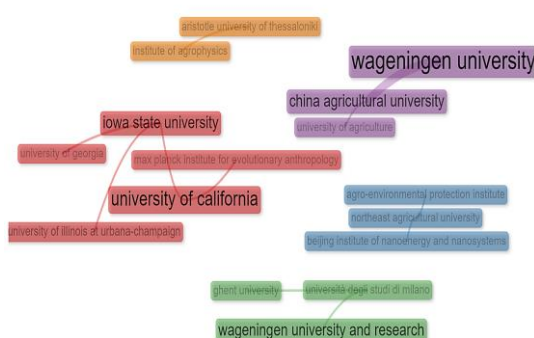 aristotle university of thessaloniki
institute of agrophysics
wageningen university
china agricultural university
university of agriculture
iowa state university
university of georgia
max planck institute for evolutionary anthropology
university of california
university of illinois at urbana-champaign
agro-environmental protection institute
northeast agricultural university
beijing institute of nanoenergy and nanosystems
ghent university
università degli studi di milano
wageningen university and research